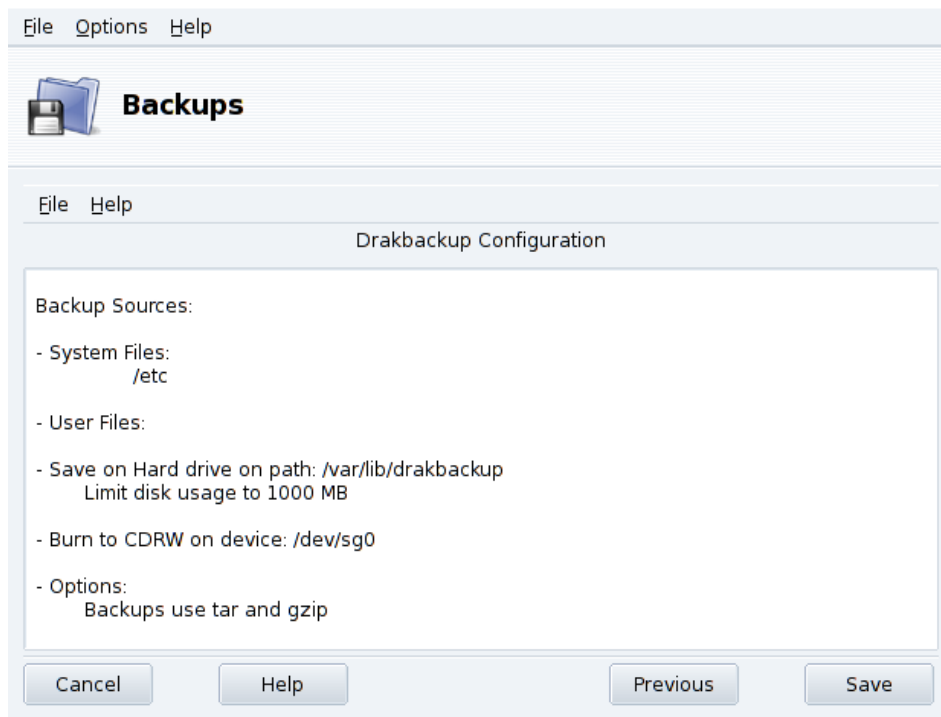 File Options Help
Backups
File Help
Drakbackup Configuration
Backup Sources:
- System Files:
/etc
- User Files:
- Save on Hard drive on path: /var/lib/drakbackup
Limit disk usage to 1000 MB
- Burn to CDRW on device: /dev/sg0
- Options:
Backups use tar and gzip
Cancel Help Previous Save